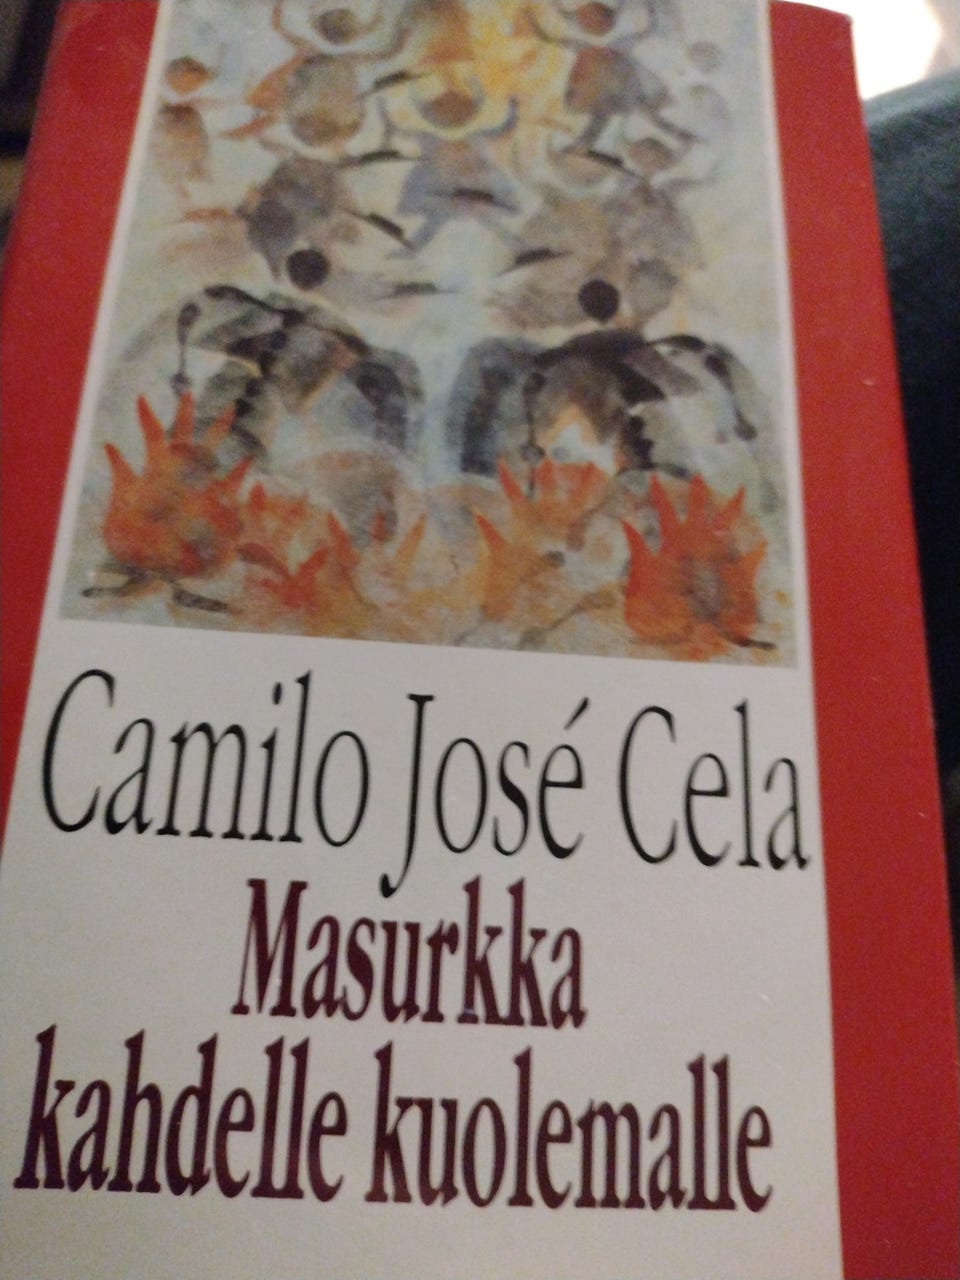 Camilo José Cela
Masurkka
kahdelle kuolemalle